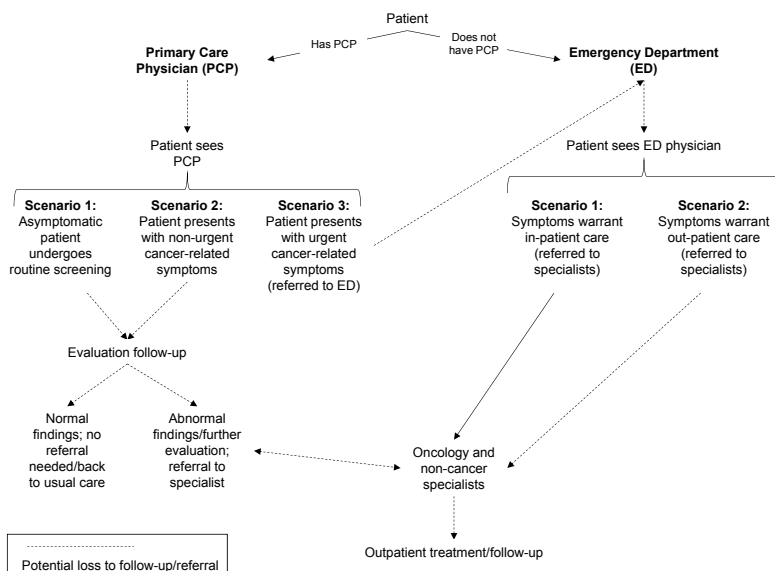 Patient
Has PCP
Does not
have PCP
Primary Care
Physician (PCP)
Emergency Department
(ED)
Patient sees
PCP
Patient sees ED physician
Scenario 1:
Asymptomatic
patient
undergoes
routine screening
Scenario 2:
Patient presents
with non-urgent
cancer-related
symptoms
Scenario 3:
Patient presents
with urgent
cancer-related
symptoms
(referred to ED)
Scenario 1:
Symptoms warrant
in-patient care
(referred to
specialists)
Scenario 2:
Symptoms warrant
out-patient care
(referred to
specialists)
Evaluation follow-up
Normal
findings; no
referral
needed/back
to usual care
Abnormal
findings/further
evaluation;
referral to
specialist
Oncology and
non-cancer
specialists
Outpatient treatment/follow-up
Potential loss to follow-up/referral